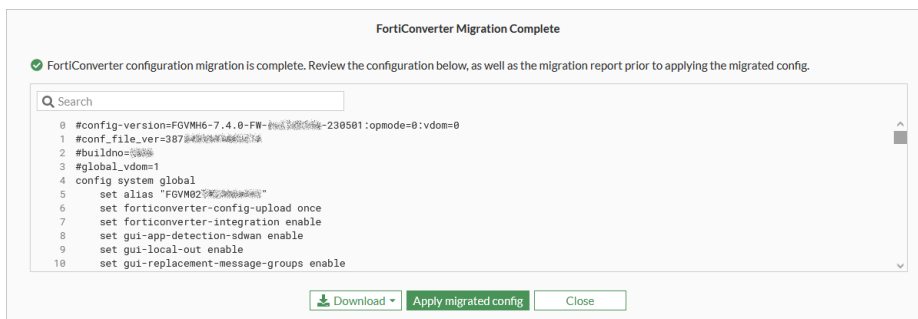 FortiConverter Migration Complete
FortiConverter configuration migration is complete. Review the configuration below, as well as the migration report prior to applying the migrated config.
Search
0 #config-version=FGVMH6-7.4.0-FW- -230501:opmode=0:vdom=0
1 #conf_file_ver=387
2 #buildno=
3 #global_vdom=1
4 config system global
5 set alias "FGVM02 "
6 set forticonverter-config-upload once
7 set forticonverter-integration enable
8 set gui-app-detection-sdwan enable
9 set gui-local-out enable
10 set gui-replacement-message-groups enable
Download Apply migrated config Close